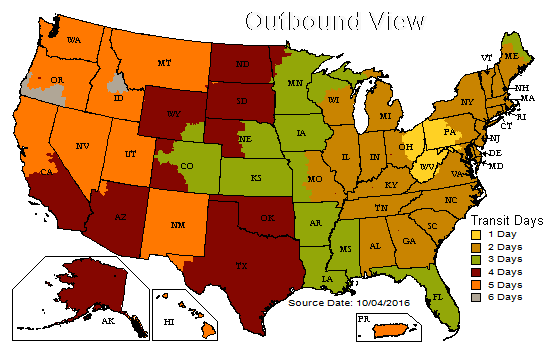 Outbound View
WA
MT
ND
MN
ME
VT
OR
ID
SD
WI
MI
NY
NH
MA
RI
CT
WY
IA
NE
PA
NJ
OH
IL
IN
NV
UT
CO
DE
MD
WV
VA
CA
KS
MO
KY
NC
TN
AZ
NM
OK
AR
SC
MS
AL
GA
TX
LA
FL
AK
HI
PR
Transit Days
1 Day
2 Days
3 Days
4 Days
5 Days
6 Days
Source Date: 10/04/2016